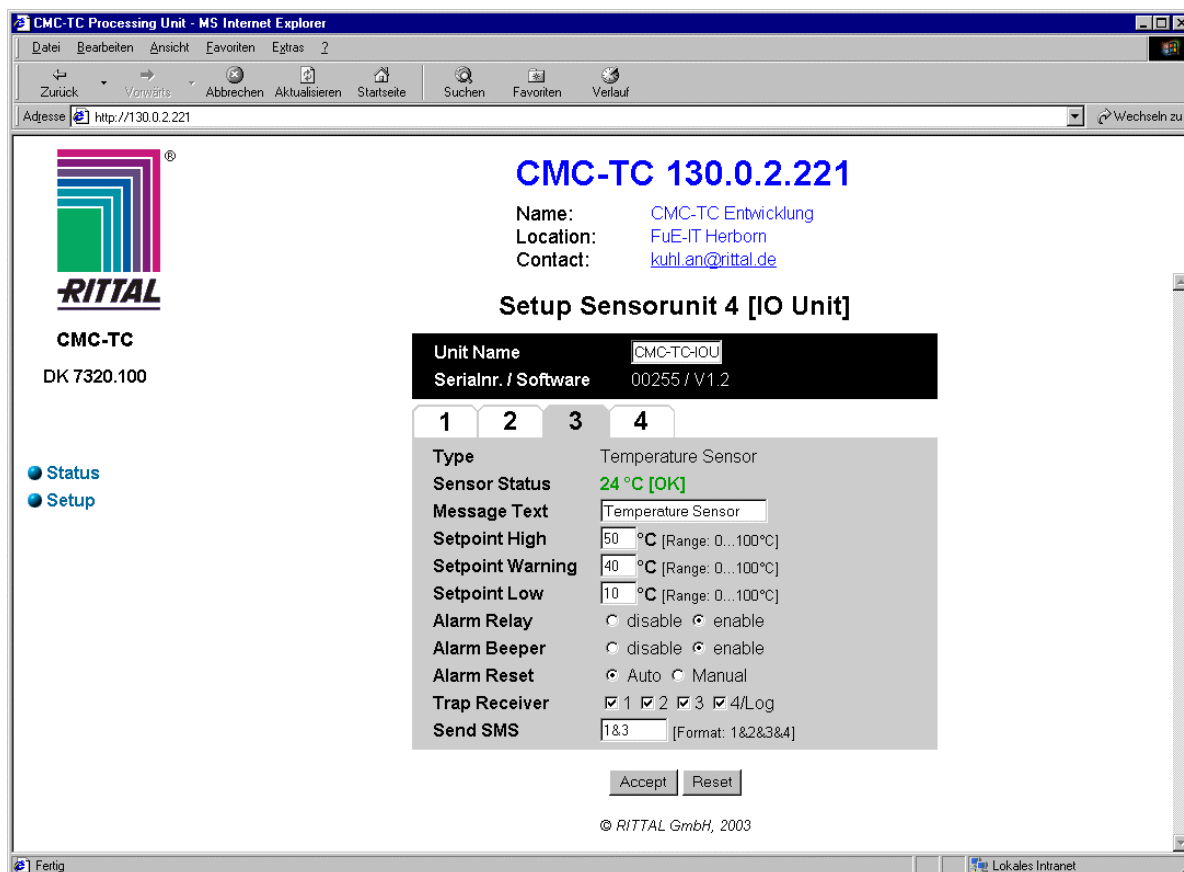 CMC-TC Processing Unit - MS Internet Explorer
Datei Bearbeiten Ansicht Favoriten Extras ?
Zurück Vorwärts Abbrechen Aktualisieren Startseite Suchen Favoriten Verlauf
Adresse http://130.0.2.221 Wechseln zu
®
RITTAL
CMC-TC
DK 7320.100
Status
Setup
CMC-TC 130.0.2.221
Name: CMC-TC Entwicklung
Location: FuE-IT Herborn
Contact: kuhl.an@rittal.de
Setup Sensorunit 4 [IO Unit]
Unit Name CMC-TC-IOU
Serialnr. / Software 00255 / V1.2
1 2 3 4
Type Temperature Sensor
Sensor Status 24 °C [OK]
Message Text Temperature Sensor
Setpoint High 50 °C [Range: 0...100°C]
Setpoint Warning 40 °C [Range: 0...100°C]
Setpoint Low 10 °C [Range: 0...100°C]
Alarm Relay disable enable
Alarm Beeper disable enable
Alarm Reset Auto Manual
Trap Receiver 1 2 3 4/Log
Send SMS 1&3 [Format: 1&2&3&4]
Accept Reset
© RITTAL GmbH, 2003
Fertig Lokales Intranet